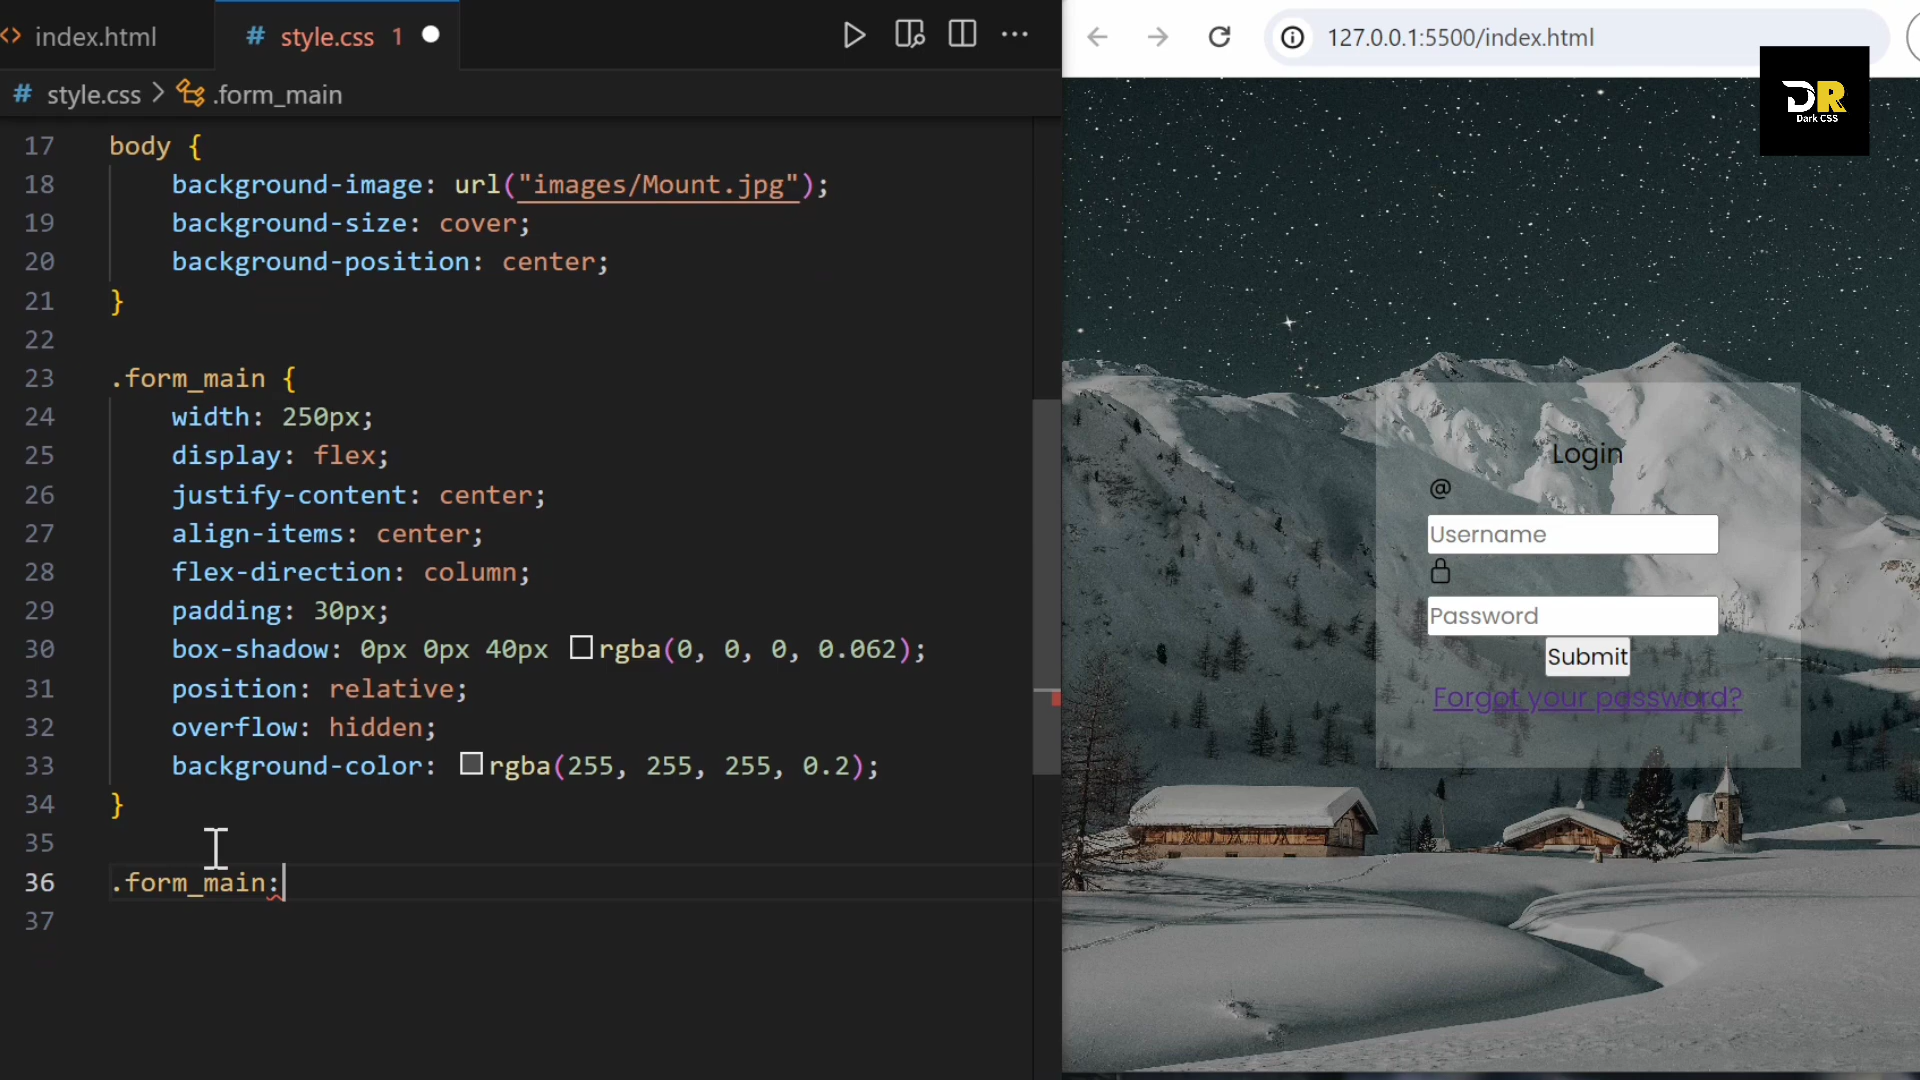 index.html
# style.css 1
127.0.0.1:5500/index.html
DR
Dark CSS
# style.css > .form_main
17 body {
18 background-image: url("images/Mount.jpg");
19 background-size: cover;
20 background-position: center;
21 }
22
23 .form_main {
24 width: 250px;
25 display: flex;
26 justify-content: center;
27 align-items: center;
28 flex-direction: column;
29 padding: 30px;
30 box-shadow: 0px 0px 40px rgba(0, 0, 0, 0.062);
31 position: relative;
32 overflow: hidden;
33 background-color: rgba(255, 255, 255, 0.2);
34 }
35
36 .form_main:
37
Login
@
Username
Password
Submit
Forgot your password?